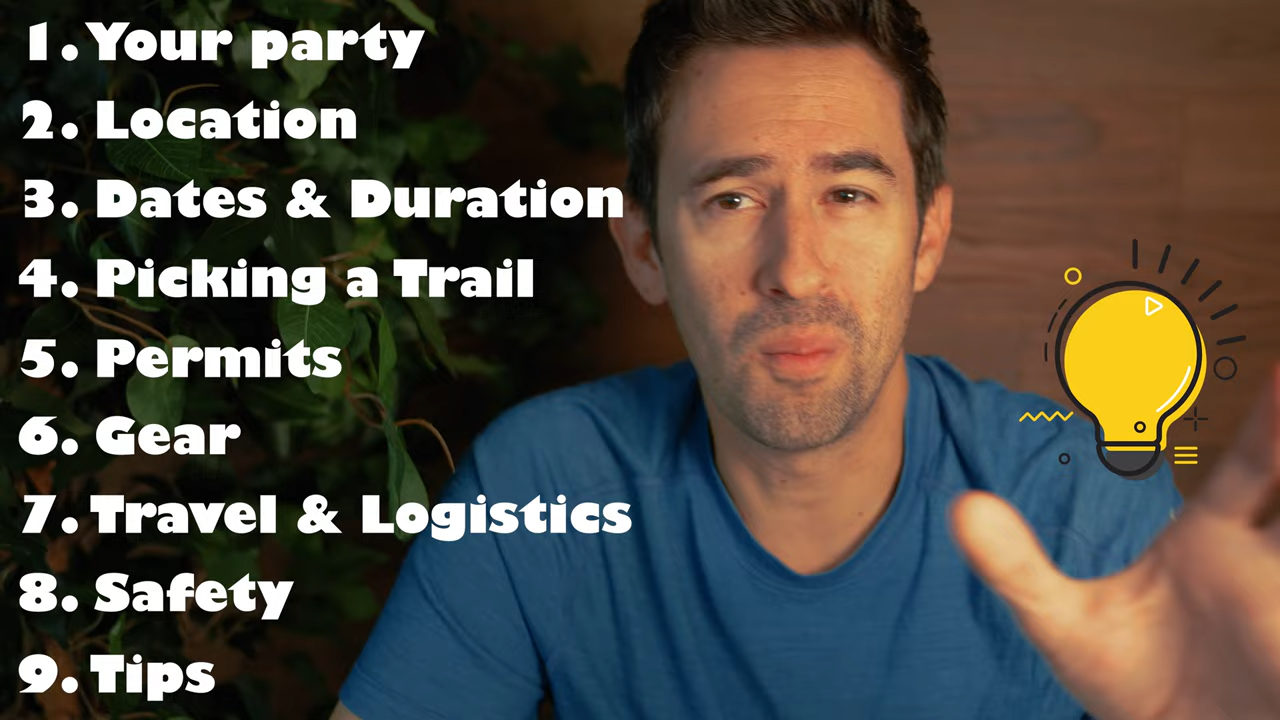 1. Your party
2. Location
3. Dates & Duration
4. Picking a Trail
5. Permits
6. Gear
7. Travel & Logistics
8. Safety
9. Tips